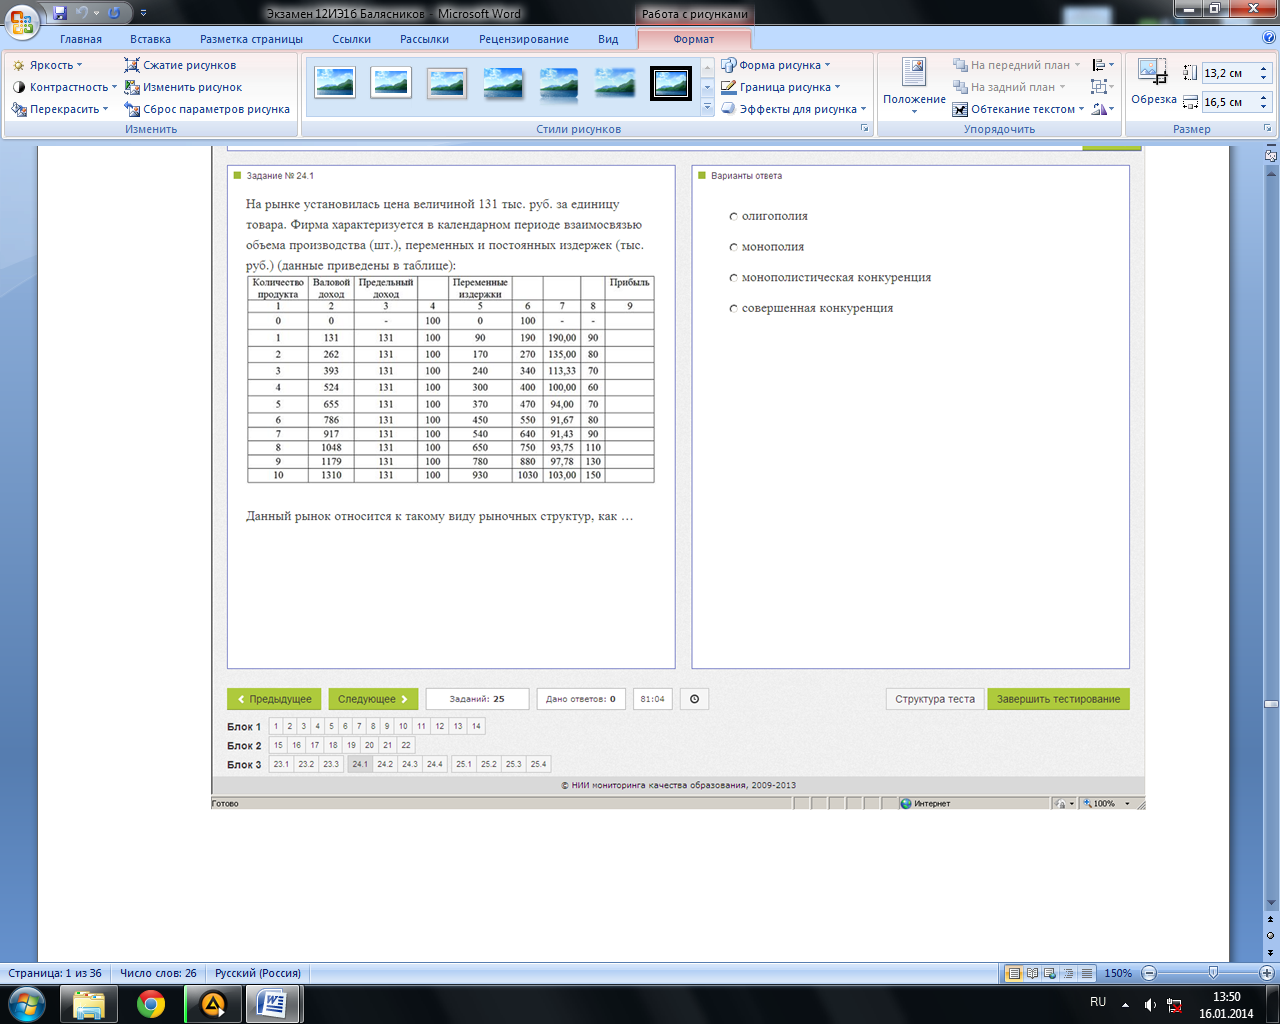 Экзамен 12ИЭ1б Балясников - Microsoft Word
Работа с рисунками
Главная Вставка Разметка страницы Ссылки Рассылки Рецензирование Вид Формат
Яркость Сжатие рисунков Форма рисунка На передний план 13,2 см
Контрастность Изменить рисунок Граница рисунка Положение На задний план Обрезка
Перекрасить Сброс параметров рисунка Эффекты для рисунка Обтекание текстом 16,5 см
Изменить Стили рисунков Упорядочить Размер
Задание № 24.1
На рынке установилась цена величиной 131 тыс. руб. за единицу
товара. Фирма характеризуется в календарном периоде взаимосвязью
объема производства (шт.), переменных и постоянных издержек (тыс.
руб.) (данные приведены в таблице):
Количество продукта Валовой доход Предельный доход Переменные издержки Прибыль
1 2 3 4 5 6 7 8 9
0 0 - 100 0 100 - -
1 131 131 100 90 190 190,00 90
2 262 131 100 170 270 135,00 80
3 393 131 100 240 340 113,33 70
4 524 131 100 300 400 100,00 60
5 655 131 100 370 470 94,00 70
6 786 131 100 450 550 91,67 80
7 917 131 100 540 640 91,43 90
8 1048 131 100 650 750 93,75 110
9 1179 131 100 780 880 97,78 130
10 1310 131 100 930 1030 103,00 150
Данный рынок относится к такому виду рыночных структур, как …
Варианты ответа
олигополия
монополия
монополистическая конкуренция
совершенная конкуренция
Предыдущее Следующее Заданий: 25 Дано ответов: 0 81:04 Структура теста Завершить тестирование
Блок 1 1 2 3 4 5 6 7 8 9 10 11 12 13 14
Блок 2 15 16 17 18 19 20 21 22
Блок 3 23.1 23.2 23.3 24.1 24.2 24.3 24.4 25.1 25.2 25.3 25.4
© НИИ мониторинга качества образования, 2009-2013
Готово Интернет 100%
Страница: 1 из 36 Число слов: 26 Русский (Россия) 150%
RU 13:50
16.01.2014